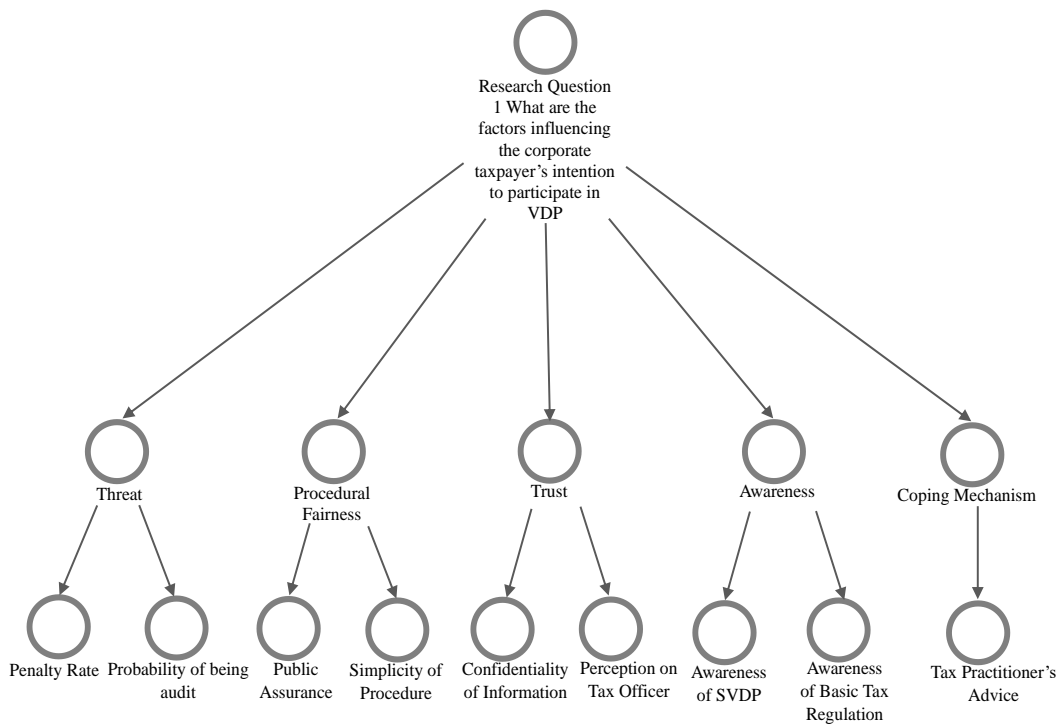 Research Question
1 What are the
factors influencing
the corporate
taxpayer’s intention
to participate in
VDP
Threat
Procedural
Fairness
Trust
Awareness
Coping Mechanism
Penalty Rate
Probability of being
audit
Public
Assurance
Simplicity of
Procedure
Confidentiality
of Information
Perception on
Tax Officer
Awareness
of SVDP
Awareness
of Basic Tax
Regulation
Tax Practitioner’s
Advice